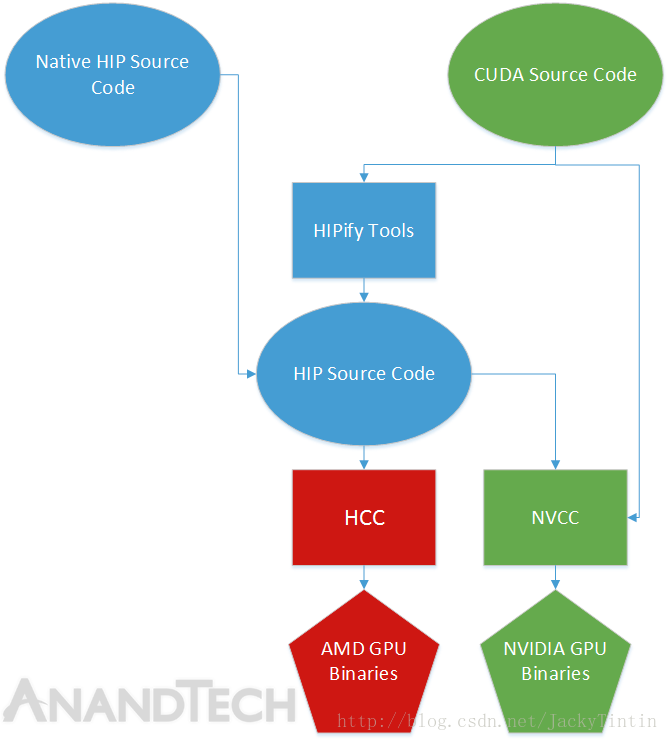 Native HIP Source
Code
CUDA Source Code
HIPify Tools
HIP Source Code
HCC
NVCC
AMD GPU
Binaries
NVIDIA GPU
Binaries
ANANDTECH
http://blog.csdn.net/JackyTintin